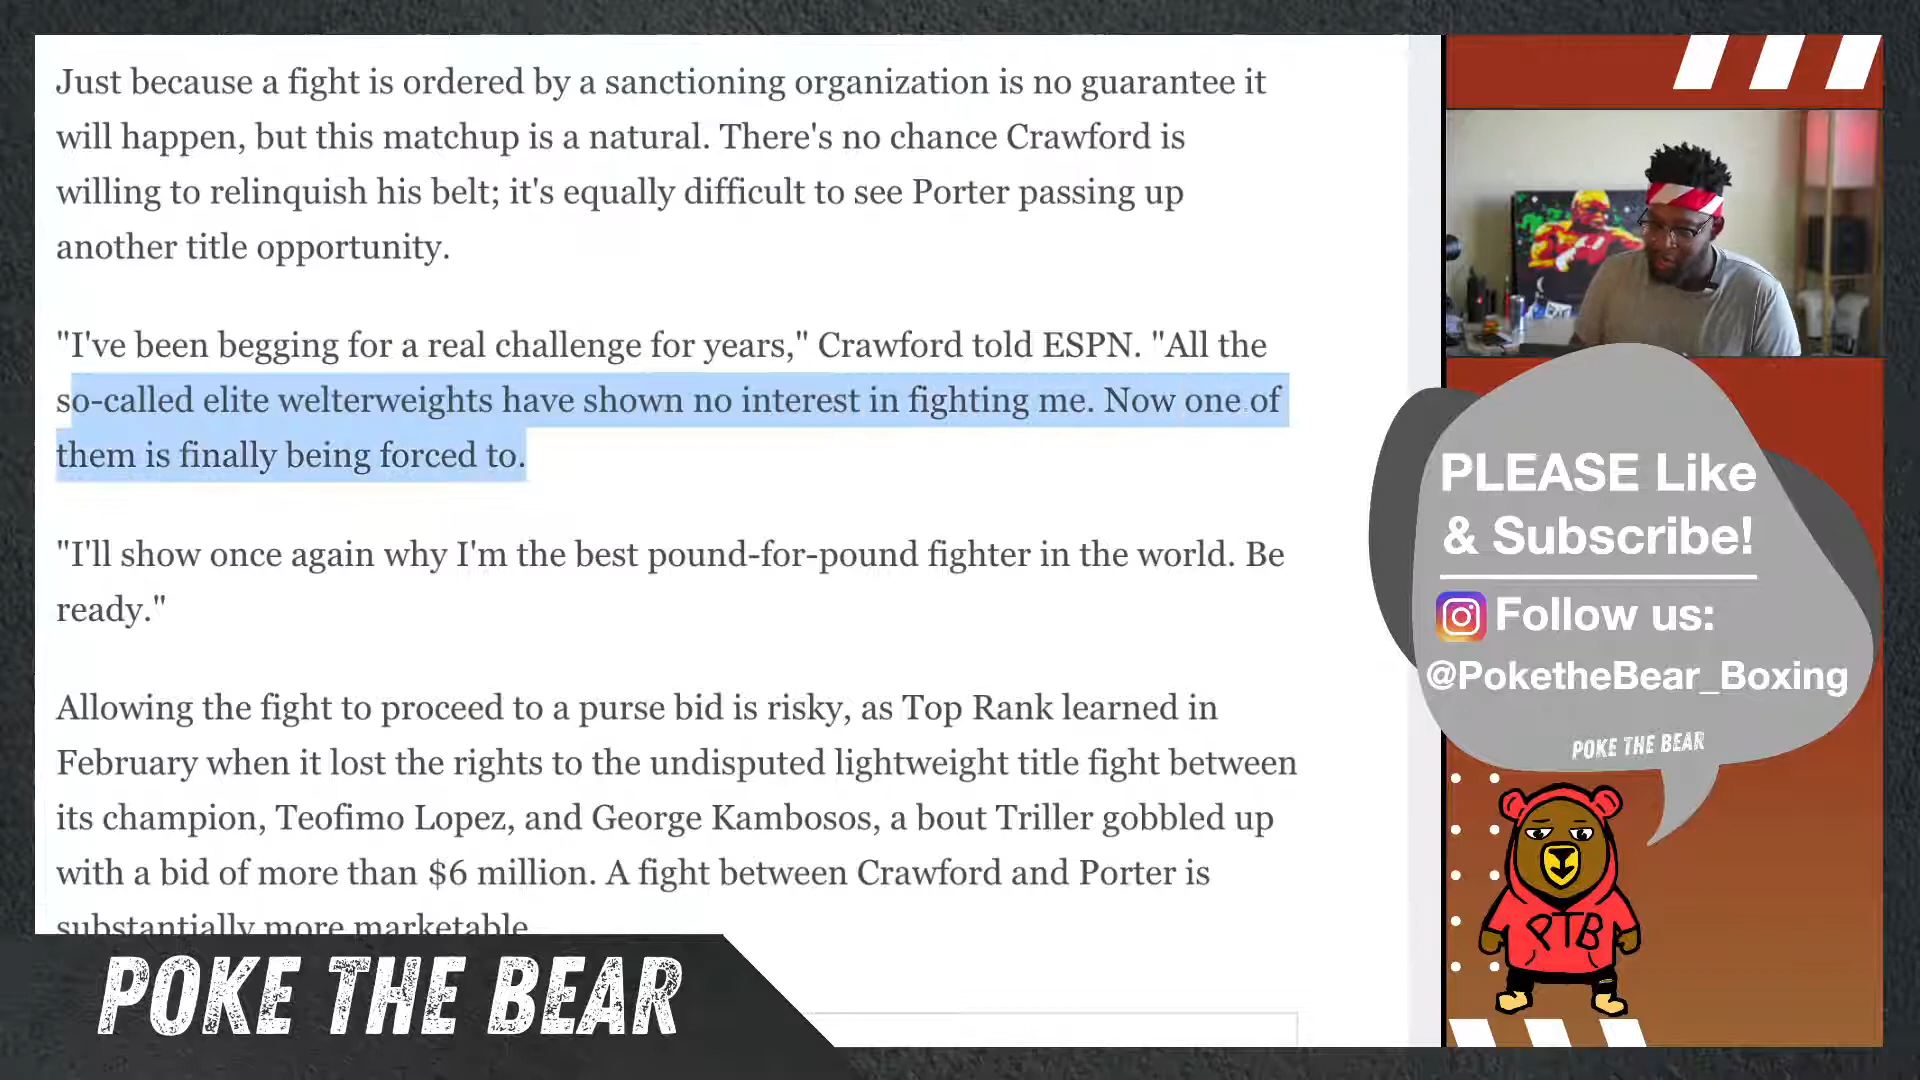 Just because a fight is ordered by a sanctioning organization is no guarantee it
will happen, but this matchup is a natural. There's no chance Crawford is
willing to relinquish his belt; it's equally difficult to see Porter passing up
another title opportunity.
"I've been begging for a real challenge for years," Crawford told ESPN. "All the
so-called elite welterweights have shown no interest in fighting me. Now one of
them is finally being forced to.
"I'll show once again why I'm the best pound-for-pound fighter in the world. Be
ready."
Allowing the fight to proceed to a purse bid is risky, as Top Rank learned in
February when it lost the rights to the undisputed lightweight title fight between
its champion, Teofimo Lopez, and George Kambosos, a bout Triller gobbled up
with a bid of more than $6 million. A fight between Crawford and Porter is
substantially more marketable.
POKE THE BEAR
PLEASE Like
& Subscribe!
Follow us:
@PoketheBear_Boxing
POKE THE BEAR
PTB